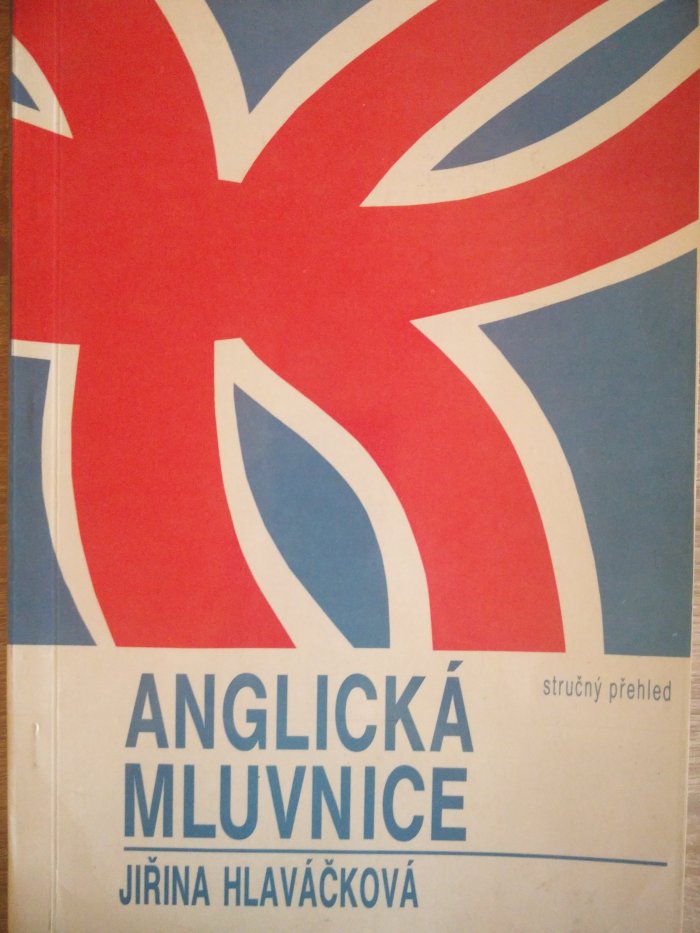 ANGLICKÁ
MLUVNICE
stručný přehled
JIŘINA HLAVÁČKOVÁ